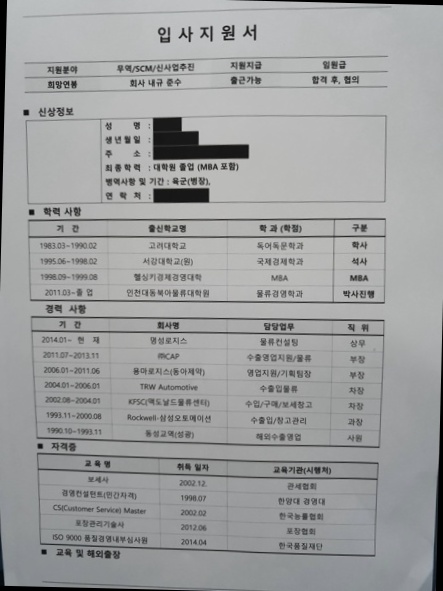 입사지원서
지원분야 무역/SCM/신사업추진 지원직급 임원급
희망연봉 회사 내규 준수 출근가능 합격 후, 협의
■ 신상정보
성 명 :
생년월일 :
주 소 :
최종학력 : 대학원 졸업 (MBA 포함)
병역사항 및 기간 : 육군(병장),
연 락 처 :
■ 학력 사항
기 간 출신학교명 학 과 (학점) 구분
1983.03~1990.02 고려대학교 독어독문학과 학사
1995.06~1998.02 서강대학교(원) 국제경제학과 석사
1998.09~1999.08 헬싱키경제경영대학 MBA MBA
2011.03~졸 업 인천대동북아물류대학원 물류경영학과 박사진행
경력 사항
기 간 회사명 담당업무 직 위
2014.01~ 현 재 명성로지스 물류컨설팅 상무
2011.07~2013.11 ㈜CAP 수출영업지원/물류 부장
2006.01~2011.06 용마로지스(동아제약) 영업지원/기획팀장 부장
2004.01~2006.01 TRW Automotive 수출입물류 차장
2002.08~2004.01 KFSC(맥도날드물류센터) 수입/구매/보세창고 차장
1993.11~2000.08 Rockwell-삼성오토메이션 수출입/창고관리 과장
1990.10~1993.11 동성교역(성광) 해외수출영업 사원
■ 자격증
교 육 명 취득 일자 교육기관(시행처)
보세사 2002.12. 관세협회
경영컨설턴트(민간자격) 1998.07 한양대 경영대
CS(Customer Service) Master 2002.02 한국능률협회
포장관리기술사 2012.06 포장협회
ISO 9000 품질경영내부심사원 2014.04 한국품질재단
■ 교육 및 해외출장